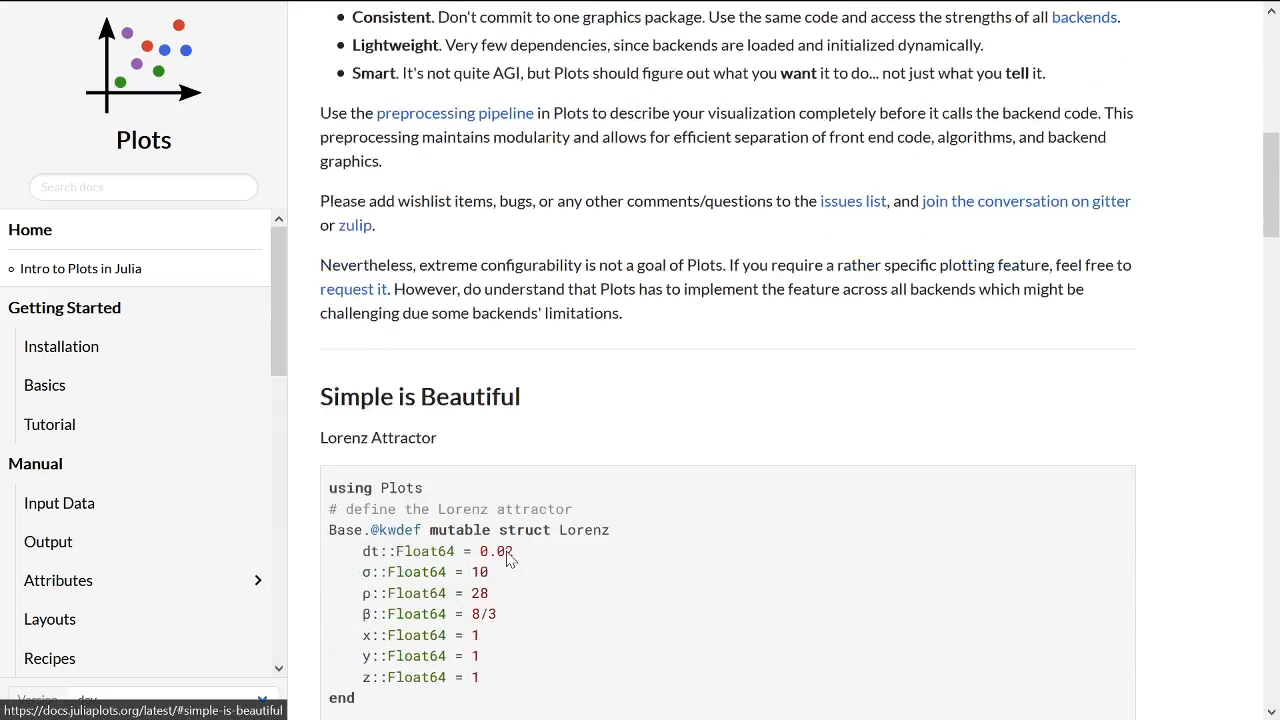 Plots
Search docs
Home
Intro to Plots in Julia
Getting Started
Installation
Basics
Tutorial
Manual
Input Data
Output
Attributes
Layouts
Recipes
Version dev
https://docs.juliaplots.org/latest/#simple-is-beautiful
Consistent. Don't commit to one graphics package. Use the same code and access the strengths of all backends.
Lightweight. Very few dependencies, since backends are loaded and initialized dynamically.
Smart. It's not quite AGI, but Plots should figure out what you want it to do... not just what you tell it.
Use the preprocessing pipeline in Plots to describe your visualization completely before it calls the backend code. This
preprocessing maintains modularity and allows for efficient separation of front end code, algorithms, and backend
graphics.
Please add wishlist items, bugs, or any other comments/questions to the issues list, and join the conversation on gitter
or zulip.
Nevertheless, extreme configurability is not a goal of Plots. If you require a rather specific plotting feature, feel free to
request it. However, do understand that Plots has to implement the feature across all backends which might be
challenging due some backends' limitations.
Simple is Beautiful
Lorenz Attractor
using Plots
# define the Lorenz attractor
Base.@kwdef mutable struct Lorenz
dt::Float64 = 0.02
σ::Float64 = 10
ρ::Float64 = 28
β::Float64 = 8/3
x::Float64 = 1
y::Float64 = 1
z::Float64 = 1
end